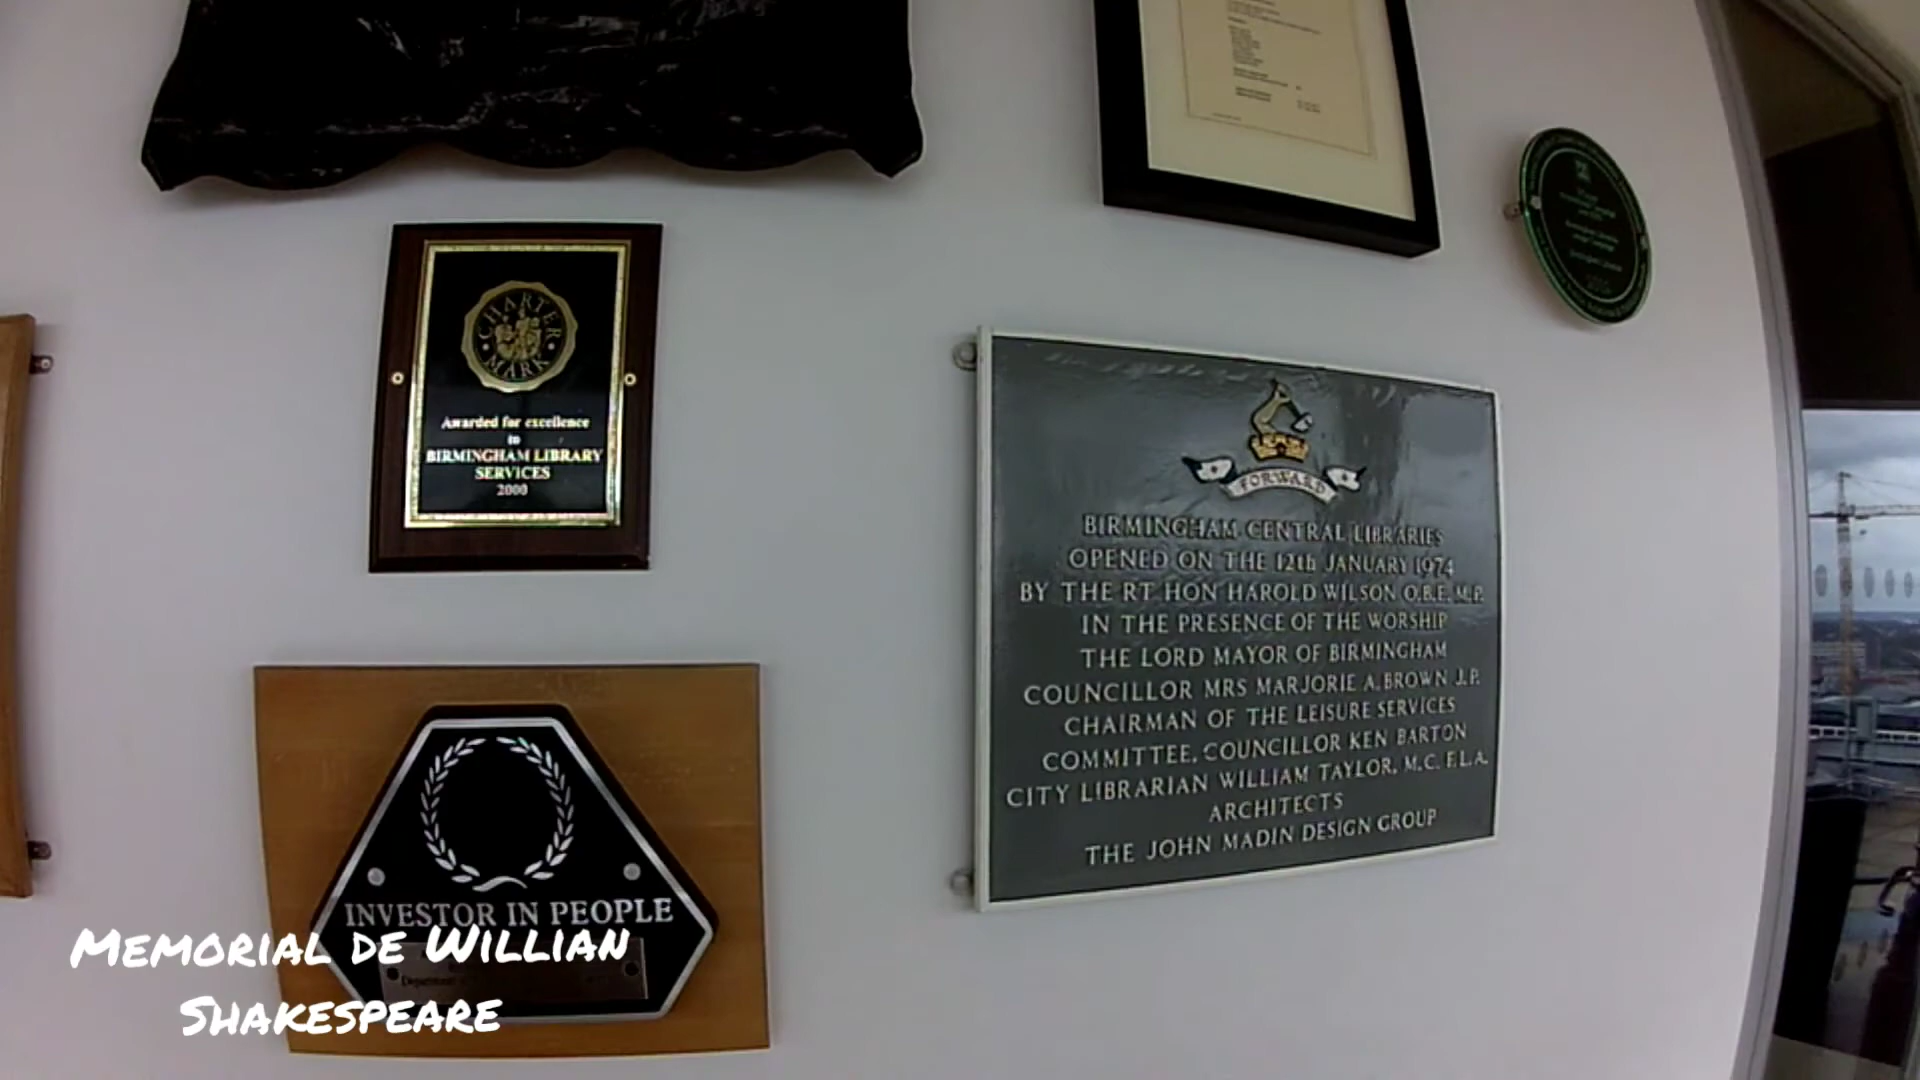 CHARTER
MARK
Awarded for excellence
to
BIRMINGHAM LIBRARY
SERVICES
2000
FORWARD
BIRMINGHAM CENTRAL LIBRARIES
OPENED ON THE 12th JANUARY 1974
BY THE RT HON HAROLD WILSON O.B.E. M.P.
IN THE PRESENCE OF THE WORSHIP
THE LORD MAYOR OF BIRMINGHAM
COUNCILLOR MRS MARJORIE A. BROWN J.P.
CHAIRMAN OF THE LEISURE SERVICES
COMMITTEE, COUNCILLOR KEN BARTON
CITY LIBRARIAN WILLIAM TAYLOR, M.C. F.L.A.
ARCHITECTS
THE JOHN MADIN DESIGN GROUP
INVESTOR IN PEOPLE
MEMORIAL DE WILLIAN
SHAKESPEARE